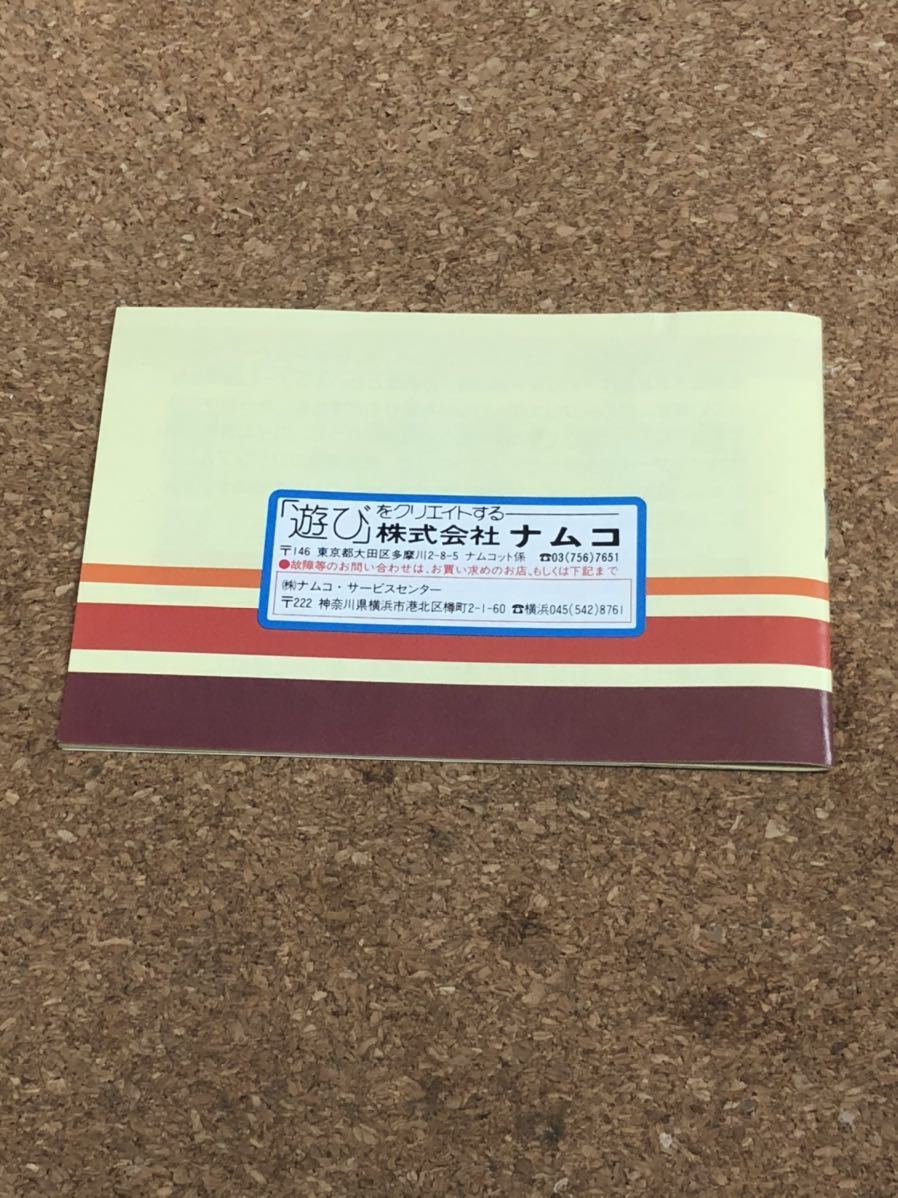 「遊び」をクリエイトする
株式会社 ナムコ
〒146 東京都大田区多摩川2-8-5 ナムコット係 ☎03(756)7651
●故障等のお問い合わせは、お買い求めのお店、もしくは下記まで
㈱ナムコ・サービスセンター
〒222 神奈川県横浜市港北区樽町2-1-60 ☎横浜045(542)8761